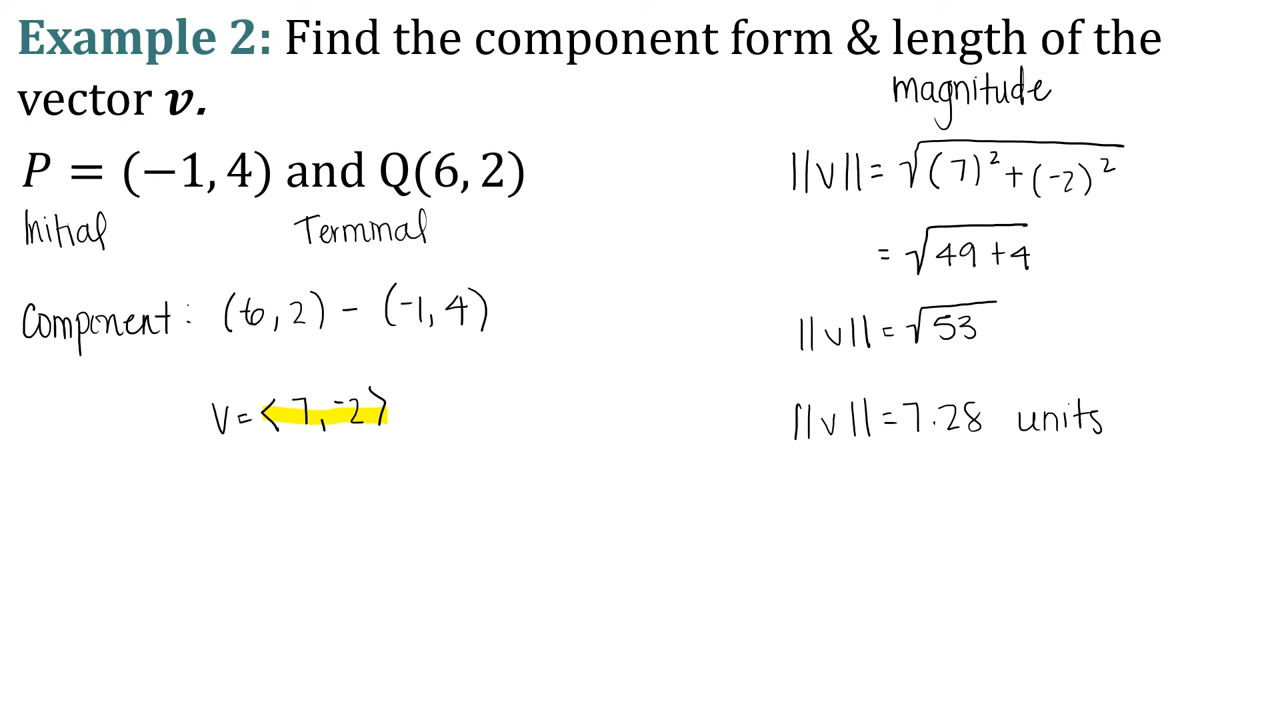 Example 2: Find the component form & length of the
vector v.
magnitude
P = (−1, 4) and Q(6, 2)
Initial Terminal
Component: (6, 2) − (-1, 4)
V = <7, -2>
||v|| = √(7)² + (-2)²
= √49 + 4
||v|| = √53
||v|| = 7.28 units